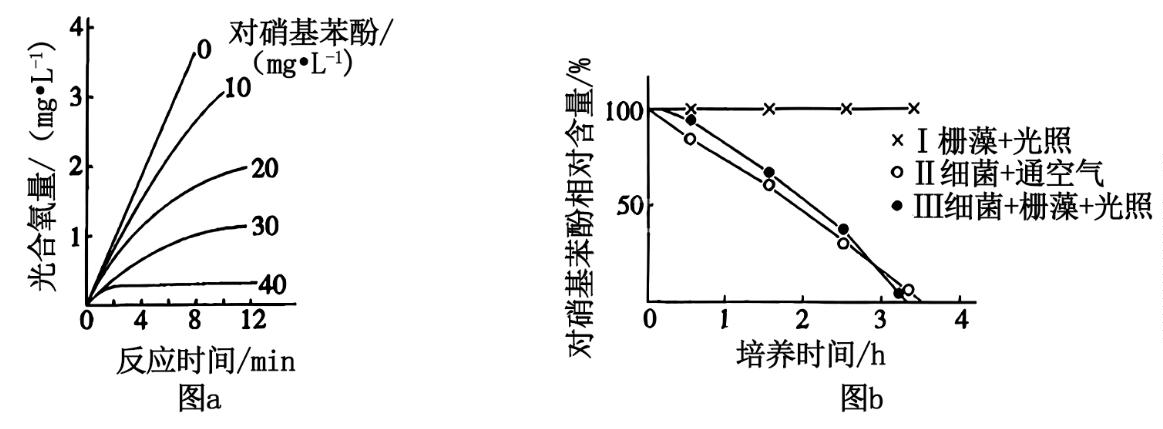 光合氧量/(mg•L⁻¹)
4
3
2
1
0 4 8 12
对硝基苯酚/
(mg•L⁻¹)
0
10
20
30
40
反应时间/min
图a
对硝基苯酚相对含量/%
100
50
0 1 2 3 4
× Ⅰ栅藻+光照
○ Ⅱ细菌+通空气
● Ⅲ细菌+栅藻+光照
培养时间/h
图b